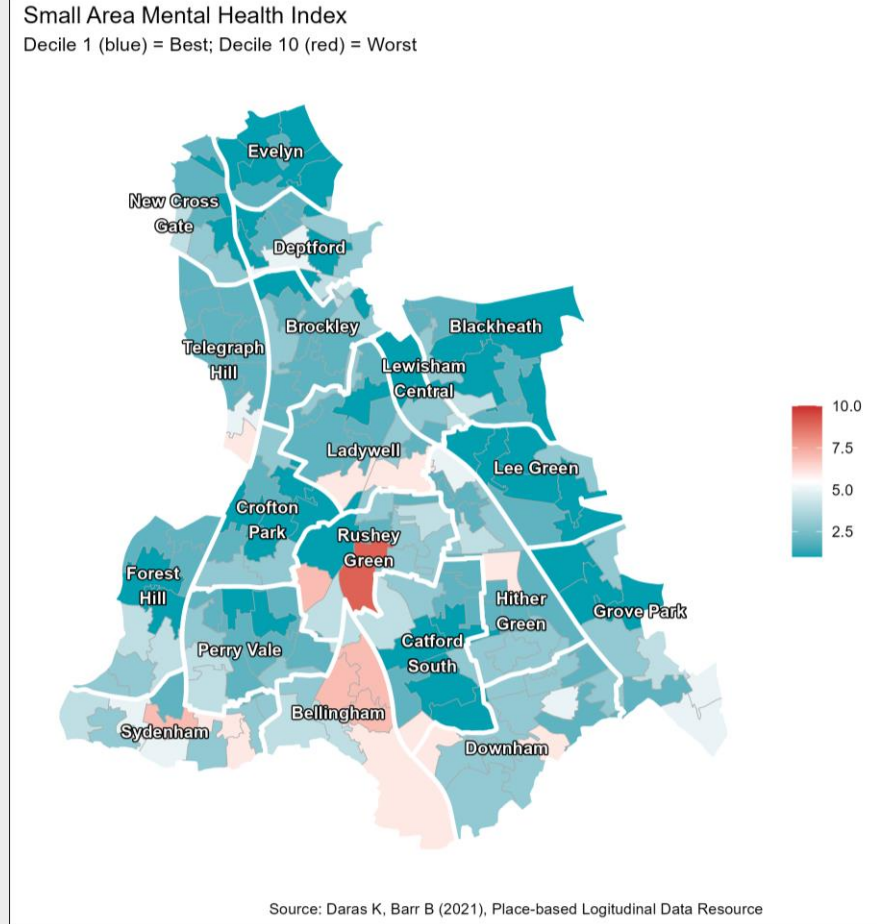 Small Area Mental Health Index
Decile 1 (blue) = Best; Decile 10 (red) = Worst
Evelyn
New Cross
Gate
Deptford
Brockley
Blackheath
Telegraph
Hill
Lewisham
Central
Ladywell
Lee Green
Crofton
Park
Rushey
Green
Forest
Hill
Hither
Green
Grove Park
Perry Vale
Catford
South
Bellingham
Sydenham
Downham
10.0
7.5
5.0
2.5
Source: Daras K, Barr B (2021), Place-based Logitudinal Data Resource